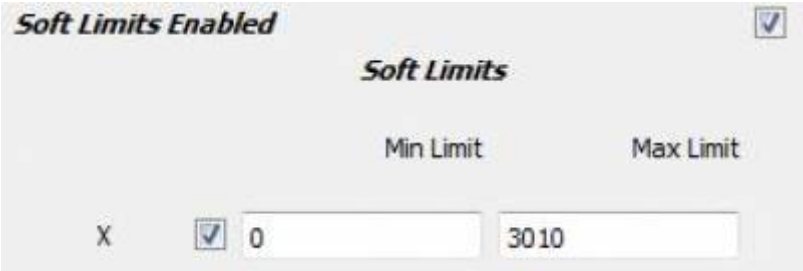 Soft Limits Enabled
Soft Limits
Min Limit Max Limit
X 0 3010